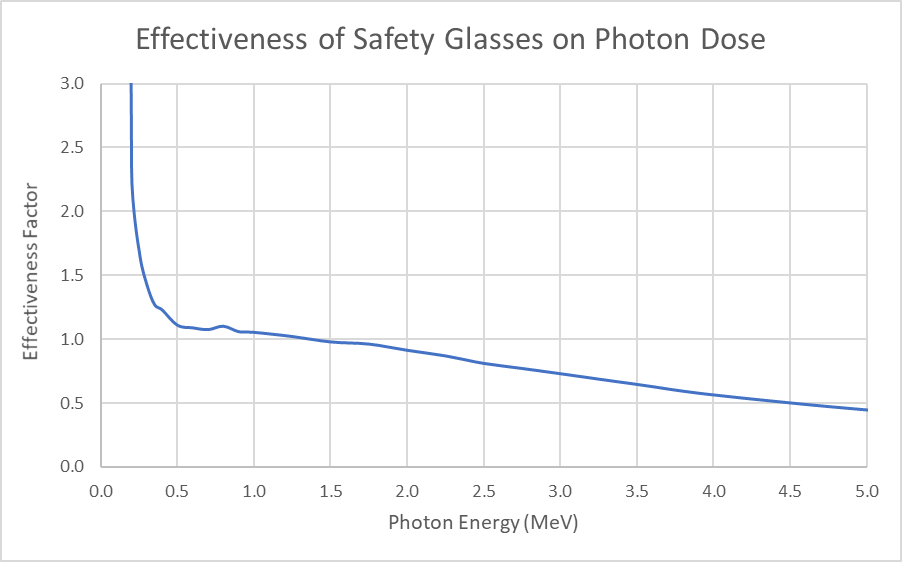 Effectiveness of Safety Glasses on Photon Dose
3.0
2.5
2.0
1.5
1.0
0.5
0.0
Effectiveness Factor
0.0 0.5 1.0 1.5 2.0 2.5 3.0 3.5 4.0 4.5 5.0
Photon Energy (MeV)